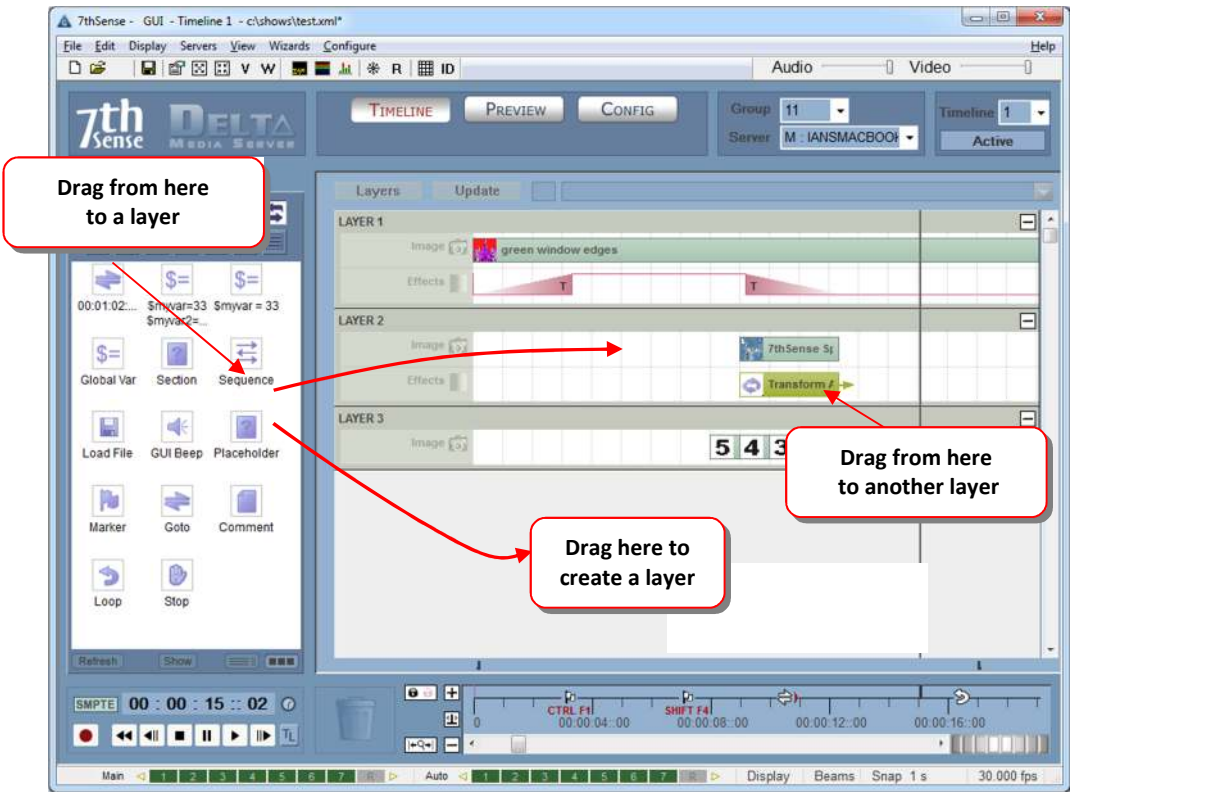 7thSense - GUI - Timeline 1 - c:\shows\test.xml*
File Edit Display Servers View Wizards Configure Help
V W R ID Audio Video
7th Sense DELTA MEDIA SERVER
TIMELINE PREVIEW CONFIG
Group 11
Server M : IANSMACBOOK
Timeline 1
Active
Drag from here
to a layer
Layers Update
LAYER 1
Image green window edges
Effects T T
LAYER 2
Image 7thSense Sp
Effects Transform A
LAYER 3
Image 5 4 3
00:01:02:... $myvar=33 $myvar = 33
$myvar2=...
Global Var Section Sequence
Load File GUI Beep Placeholder
Marker Goto Comment
Loop Stop
Drag from here
to another layer
Drag here to
create a layer
Refresh Show
SMPTE 00 : 00 : 15 :: 02
TL
CTRL F1 SHIFT F4
0 00:00:04::00 00:00:08::00 00:00:12::00 00:00:16::00
Main 1 2 3 4 5 6 7 R Auto 1 2 3 4 5 6 7 R Display Beams Snap 1 s 30.000 fps